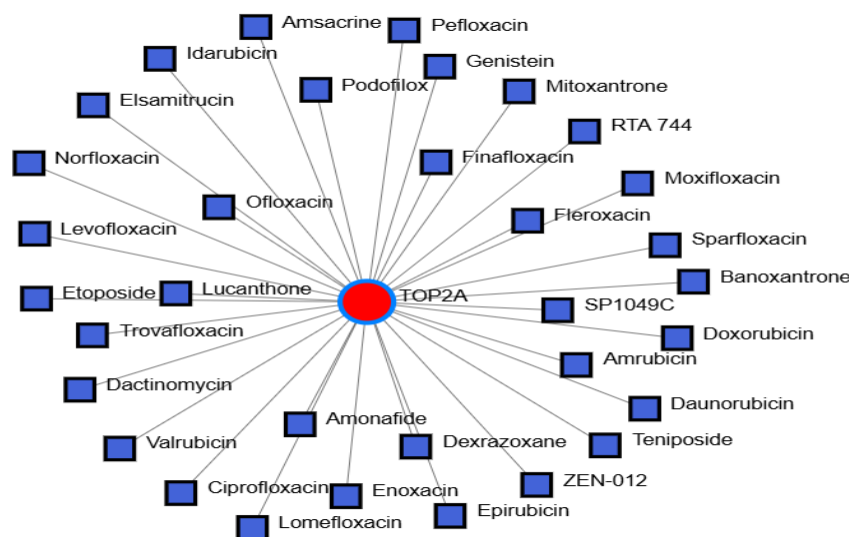 Amsacrine
Pefloxacin
Idarubicin
Genistein
Podofilox
Mitoxantrone
Elsamitrucin
RTA 744
Norfloxacin
Finafloxacin
Moxifloxacin
Ofloxacin
Fleroxacin
Levofloxacin
Sparfloxacin
Banoxantrone
Etoposide
Lucanthone
TOP2A
SP1049C
Trovafloxacin
Doxorubicin
Amrubicin
Dactinomycin
Daunorubicin
Amonafide
Valrubicin
Dexrazoxane
Teniposide
ZEN-012
Ciprofloxacin
Enoxacin
Epirubicin
Lomefloxacin